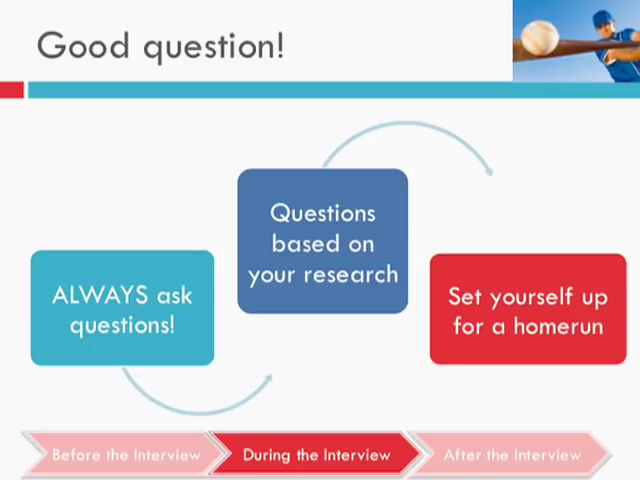 Good question!
ALWAYS ask
questions!
Questions
based on
your research
Set yourself up
for a homerun
Before the Interview
During the Interview
After the Interview